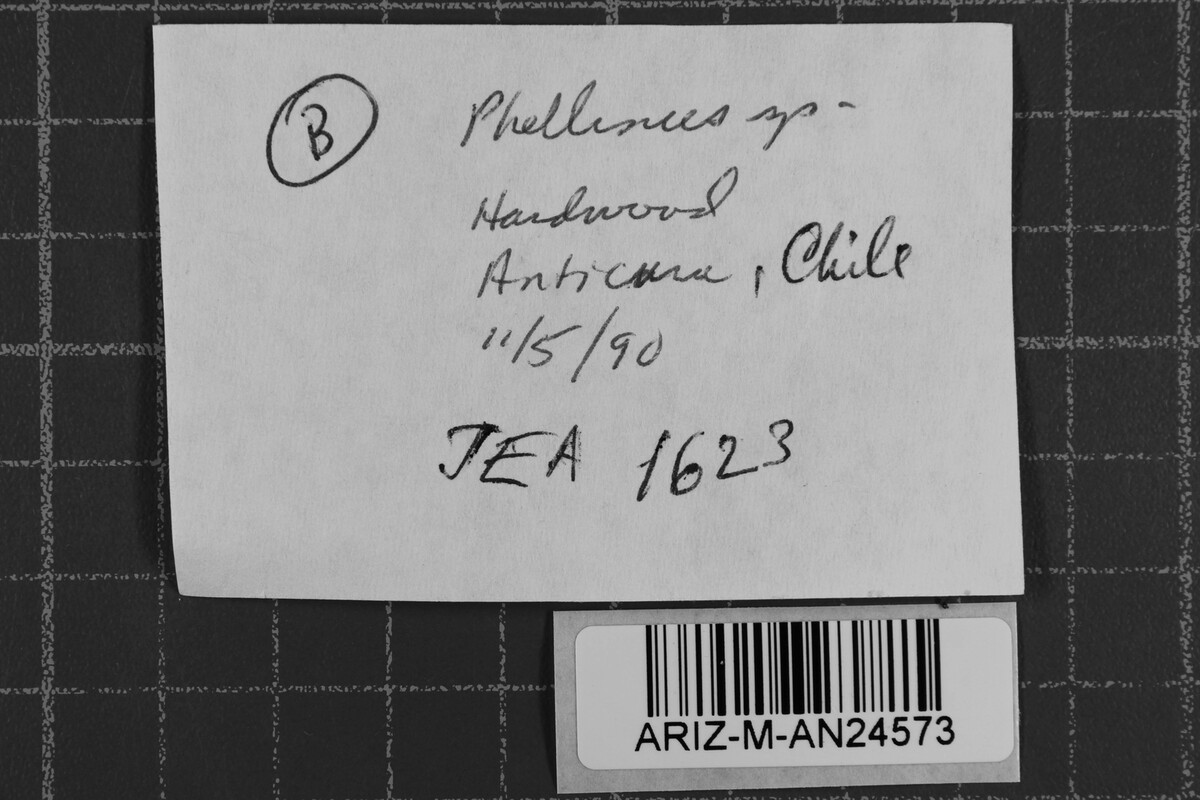 B
Phellinus sp.
Hardwood
Anticura, Chile
11/5/90
JEA 1623
ARIZ-M-AN24573